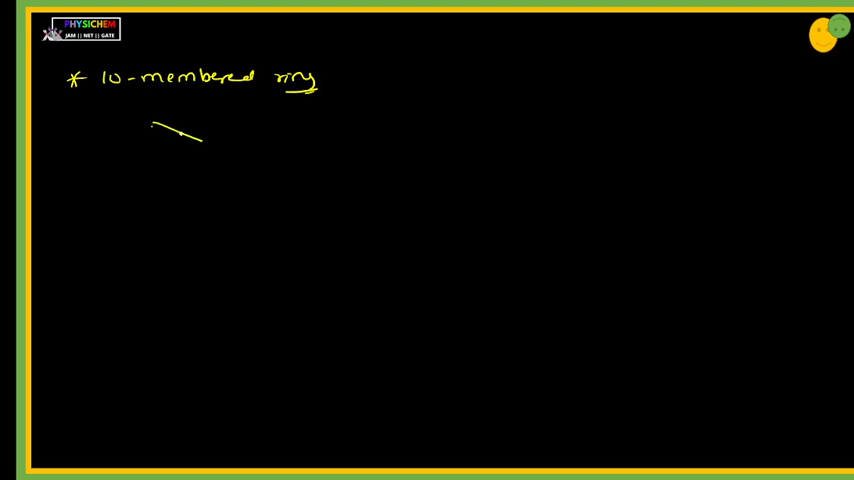 PHYSICHEM
JAM || NET || GATE
* 10-membered ring